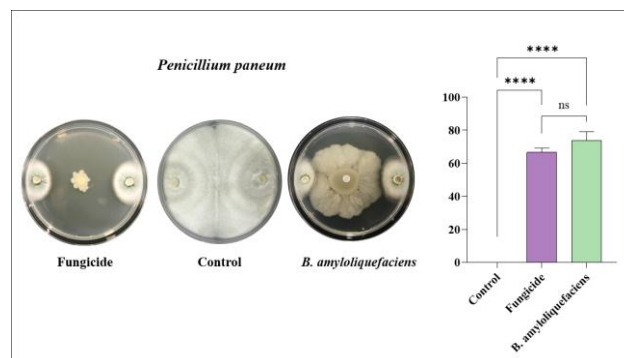 Penicillium paneum
Fungicide
Control
B. amyloliquefaciens
****
****
ns
100
80
60
40
20
0
Control
Fungicide
B. amyloliquefaciens